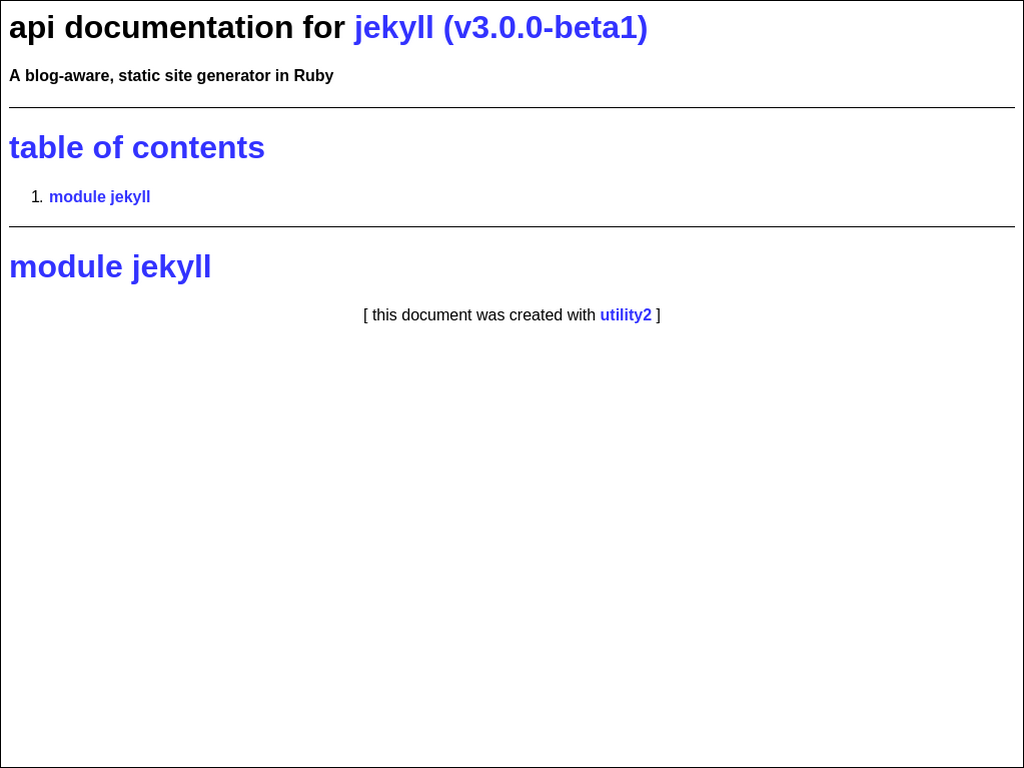 api documentation for jekyll (v3.0.0-beta1)
A blog-aware, static site generator in Ruby
table of contents
1. module jekyll
module jekyll
[ this document was created with utility2 ]